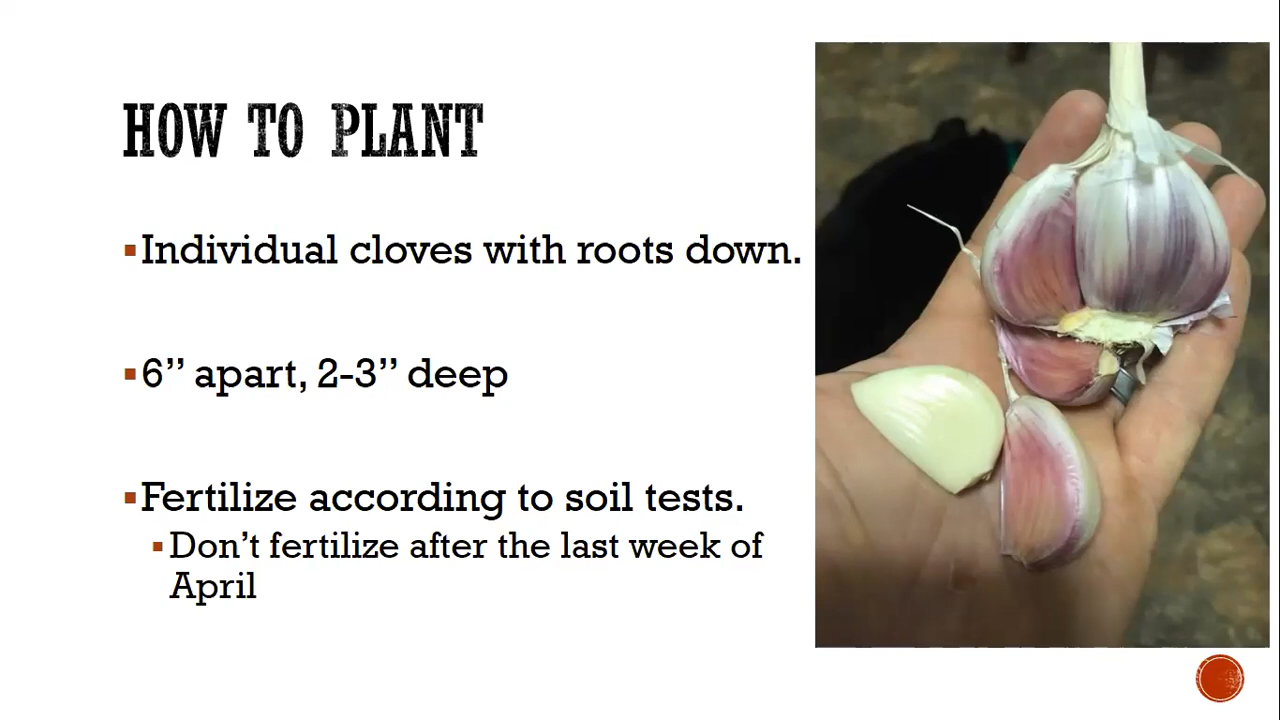 HOW TO PLANT
▪Individual cloves with roots down.
▪6’’ apart, 2-3’’ deep
▪Fertilize according to soil tests.
▪Don’t fertilize after the last week of
April